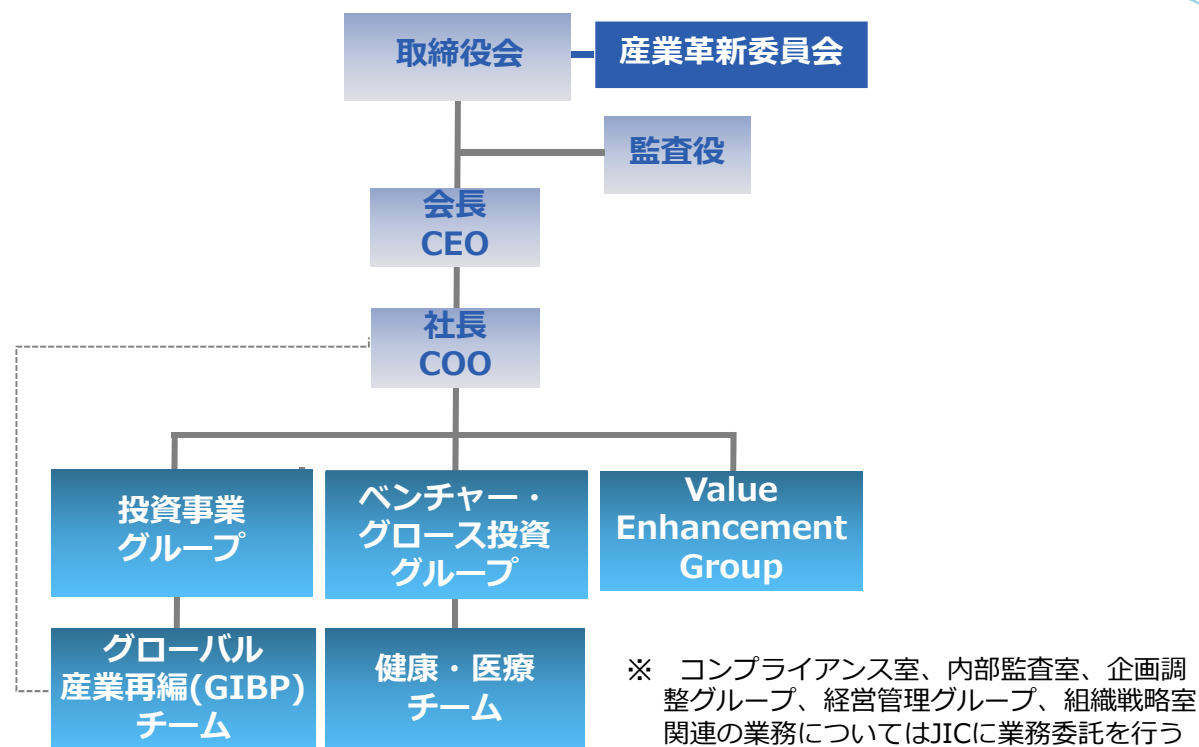 取締役会
産業革新委員会
監査役
会長
CEO
社長
COO
投資事業
グループ
ベンチャー・
グロース投資
グループ
Value
Enhancement
Group
グローバル
産業再編(GIBP)
チーム
健康・医療
チーム
※　コンプライアンス室、内部監査室、企画調
整グループ、経営管理グループ、組織戦略室
関連の業務についてはJICに業務委託を行う